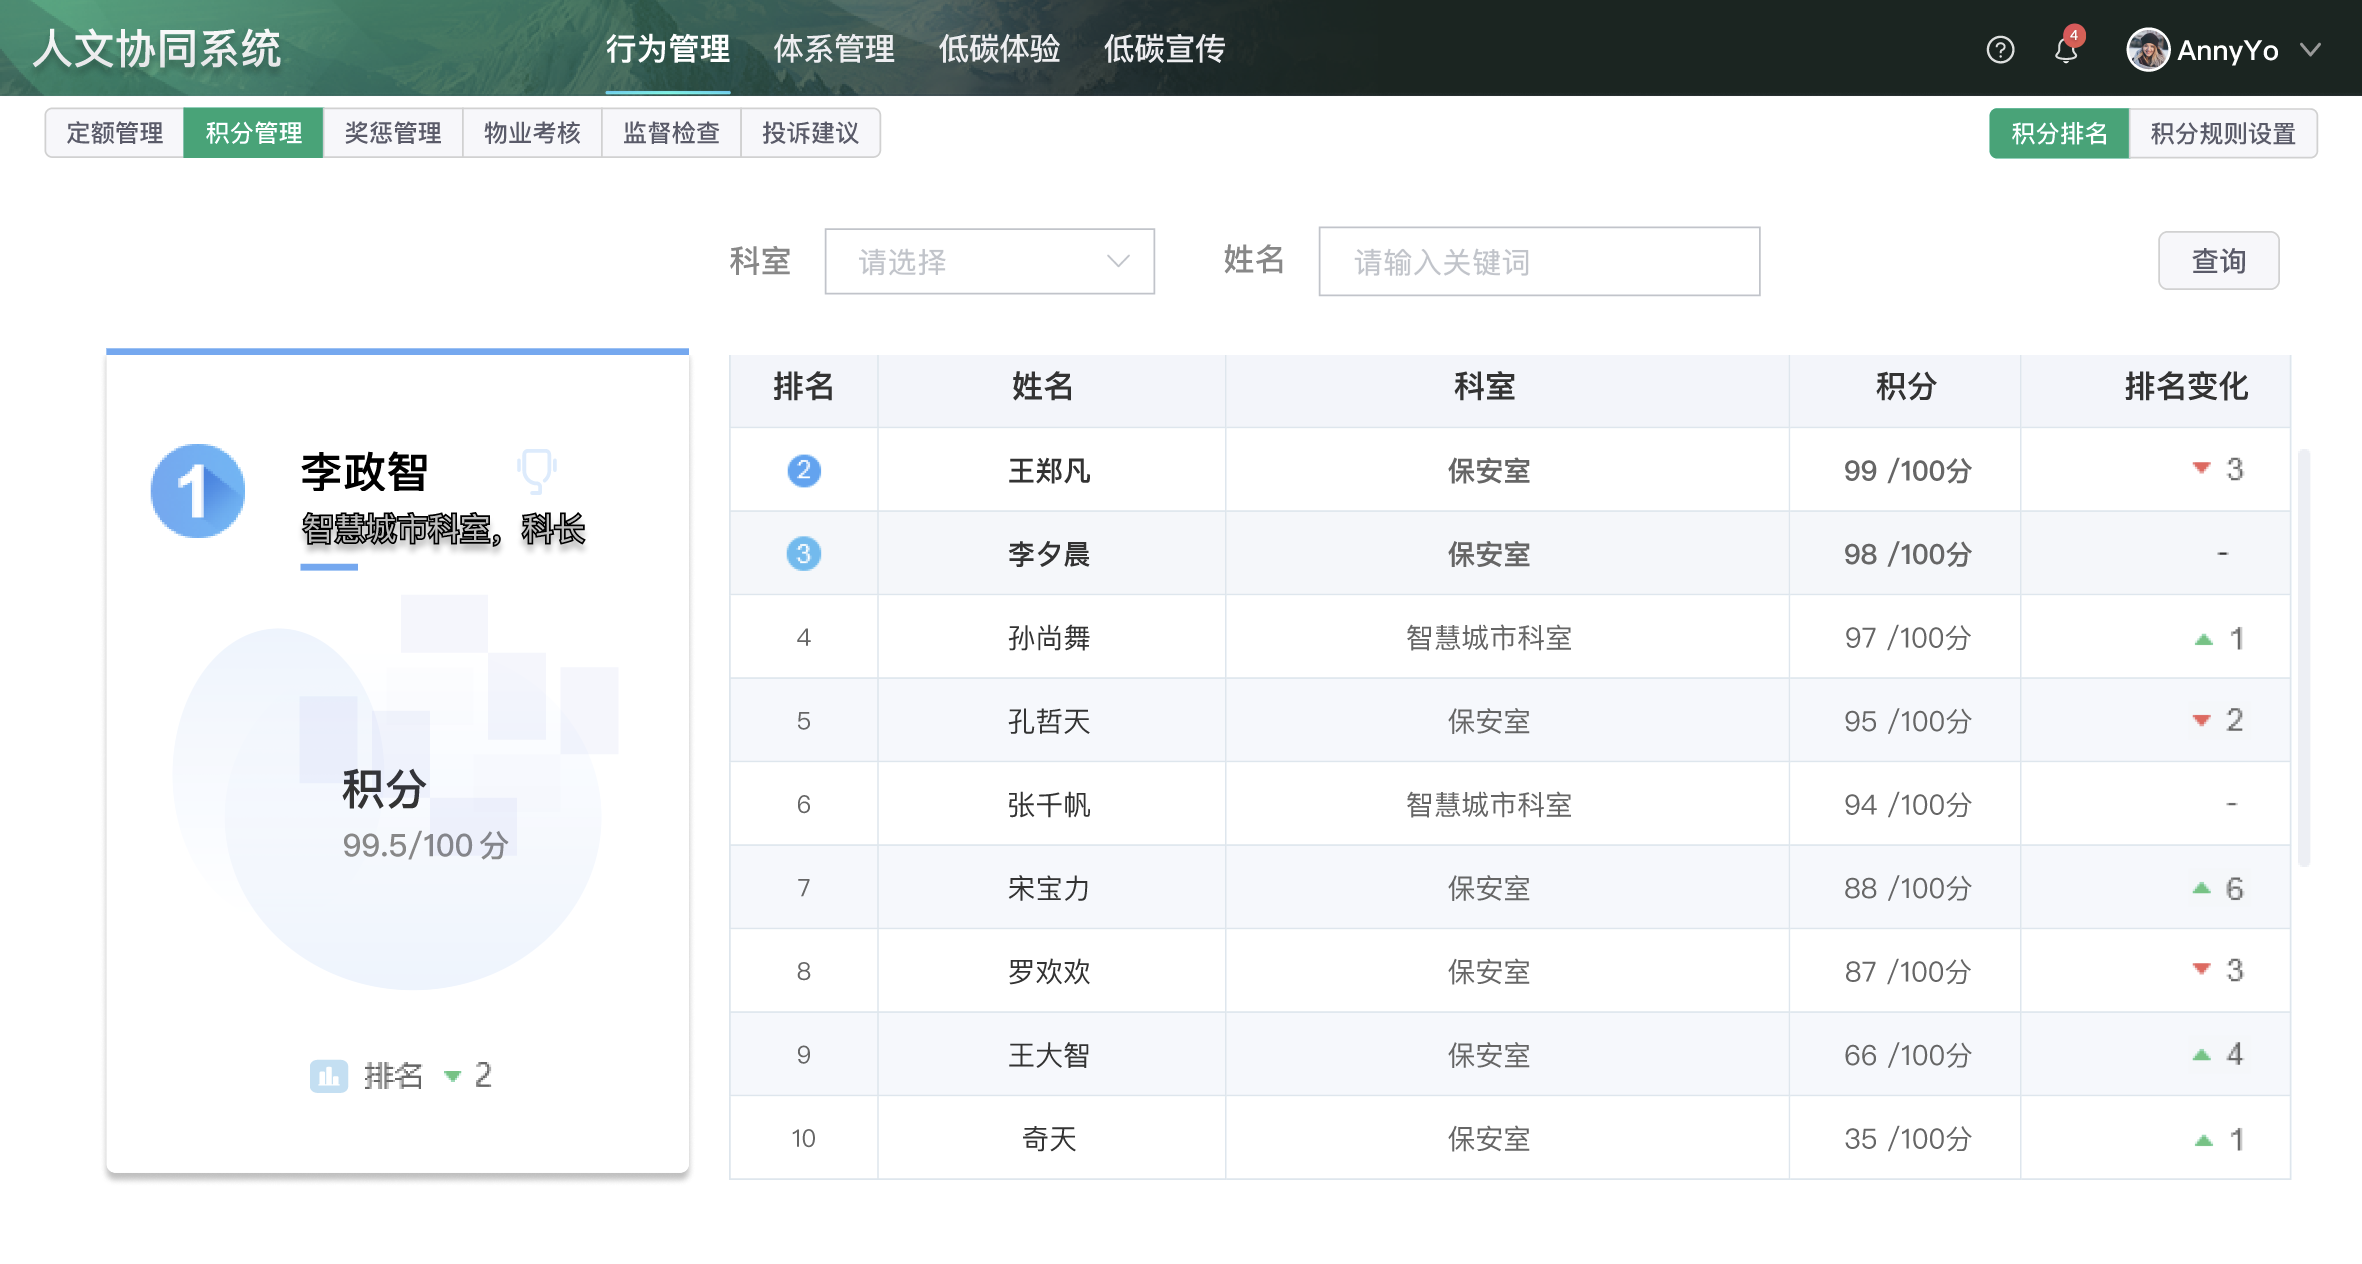 人文协同系统
行为管理 体系管理 低碳体验 低碳宣传
4
AnnyYo
定额管理 积分管理 奖惩管理 物业考核 监督检查 投诉建议
积分排名 积分规则设置
科室 请选择 姓名 请输入关键词 查询
1
李政智
智慧城市科室，科长
积分
99.5/100 分
排名 2
排名 姓名 科室 积分 排名变化
2 王郑凡 保安室 99 /100分 3
3 李夕晨 保安室 98 /100分 -
4 孙尚舞 智慧城市科室 97 /100分 1
5 孔哲天 保安室 95 /100分 2
6 张千帆 智慧城市科室 94 /100分 -
7 宋宝力 保安室 88 /100分 6
8 罗欢欢 保安室 87 /100分 3
9 王大智 保安室 66 /100分 4
10 奇天 保安室 35 /100分 1